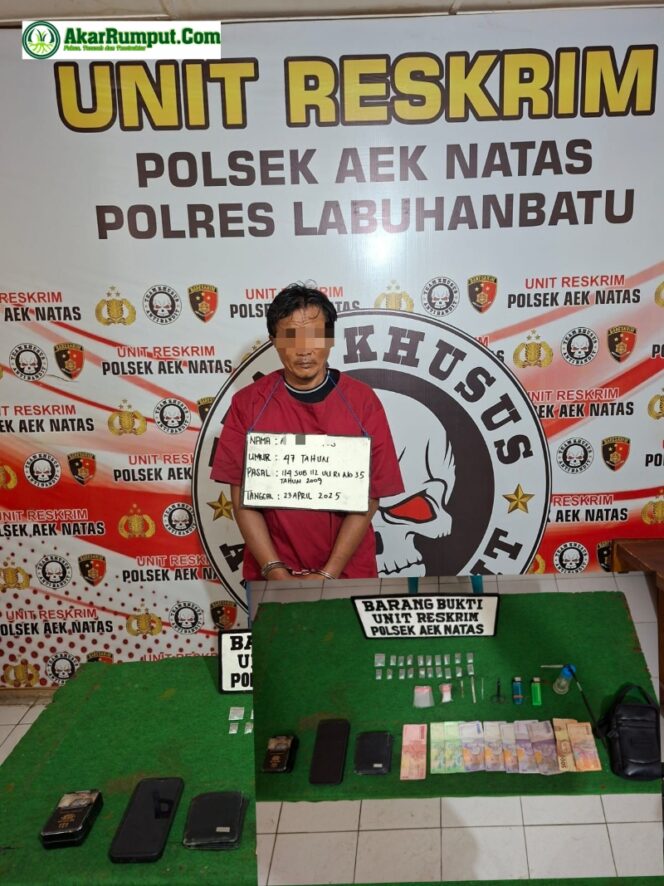 AkarRumput.Com
UNIT RESKRIM
POLSEK AEK NATAS
POLRES LABUHANBATU
UNIT RESKRIM
POLSEK AEK NATAS
KHUSUS
NAMA :
UMUR : 47 TAHUN
PASAL : 114 SUB 112 UU RI NO 35
TAHUN 2009
TANGGAL : 23 APRIL 2025
BARANG BUKTI
UNIT RESKRIM
POLSEK AEK NATAS